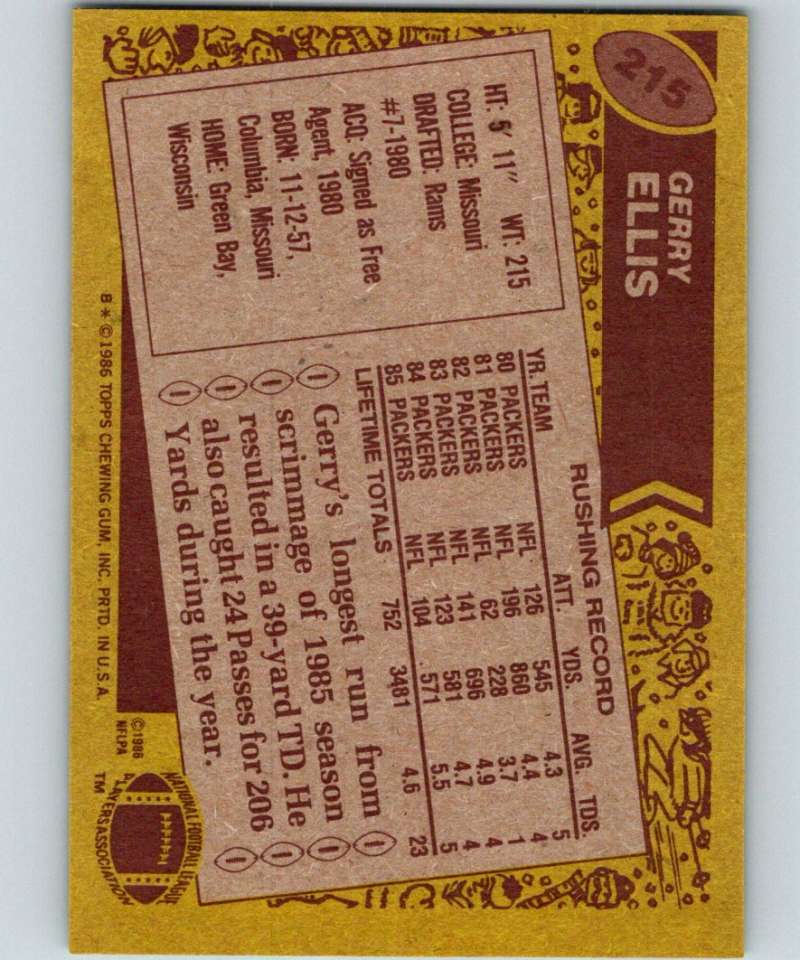 215
GERRY
ELLIS
HT: 5' 11" WT: 215
COLLEGE: Missouri
DRAFTED: Rams
#7-1980
ACQ: Signed as Free
Agent, 1980
BORN: 11-12-57,
Columbia, Missouri
HOME: Green Bay,
Wisconsin
RUSHING RECORD
YR. TEAM ATT. YDS. AVG. TDS.
80 PACKERS NFL 126 545 4.3 5
81 PACKERS NFL 196 860 4.4 4
82 PACKERS NFL 62 228 3.7 1
83 PACKERS NFL 141 696 4.9 4
84 PACKERS NFL 123 581 4.7 4
85 PACKERS NFL 104 571 5.5 5
LIFETIME TOTALS 752 3481 4.6 23
Gerry's longest run from
scrimmage of 1985 season
resulted in a 39-yard TD. He
also caught 24 Passes for 206
Yards during the year.
B * © 1986 TOPPS CHEWING GUM, INC. PRTD. IN U.S.A.
©1986
NFLPA
NATIONAL FOOTBALL LEAGUE
PLAYERS ASSOCIATION
TM